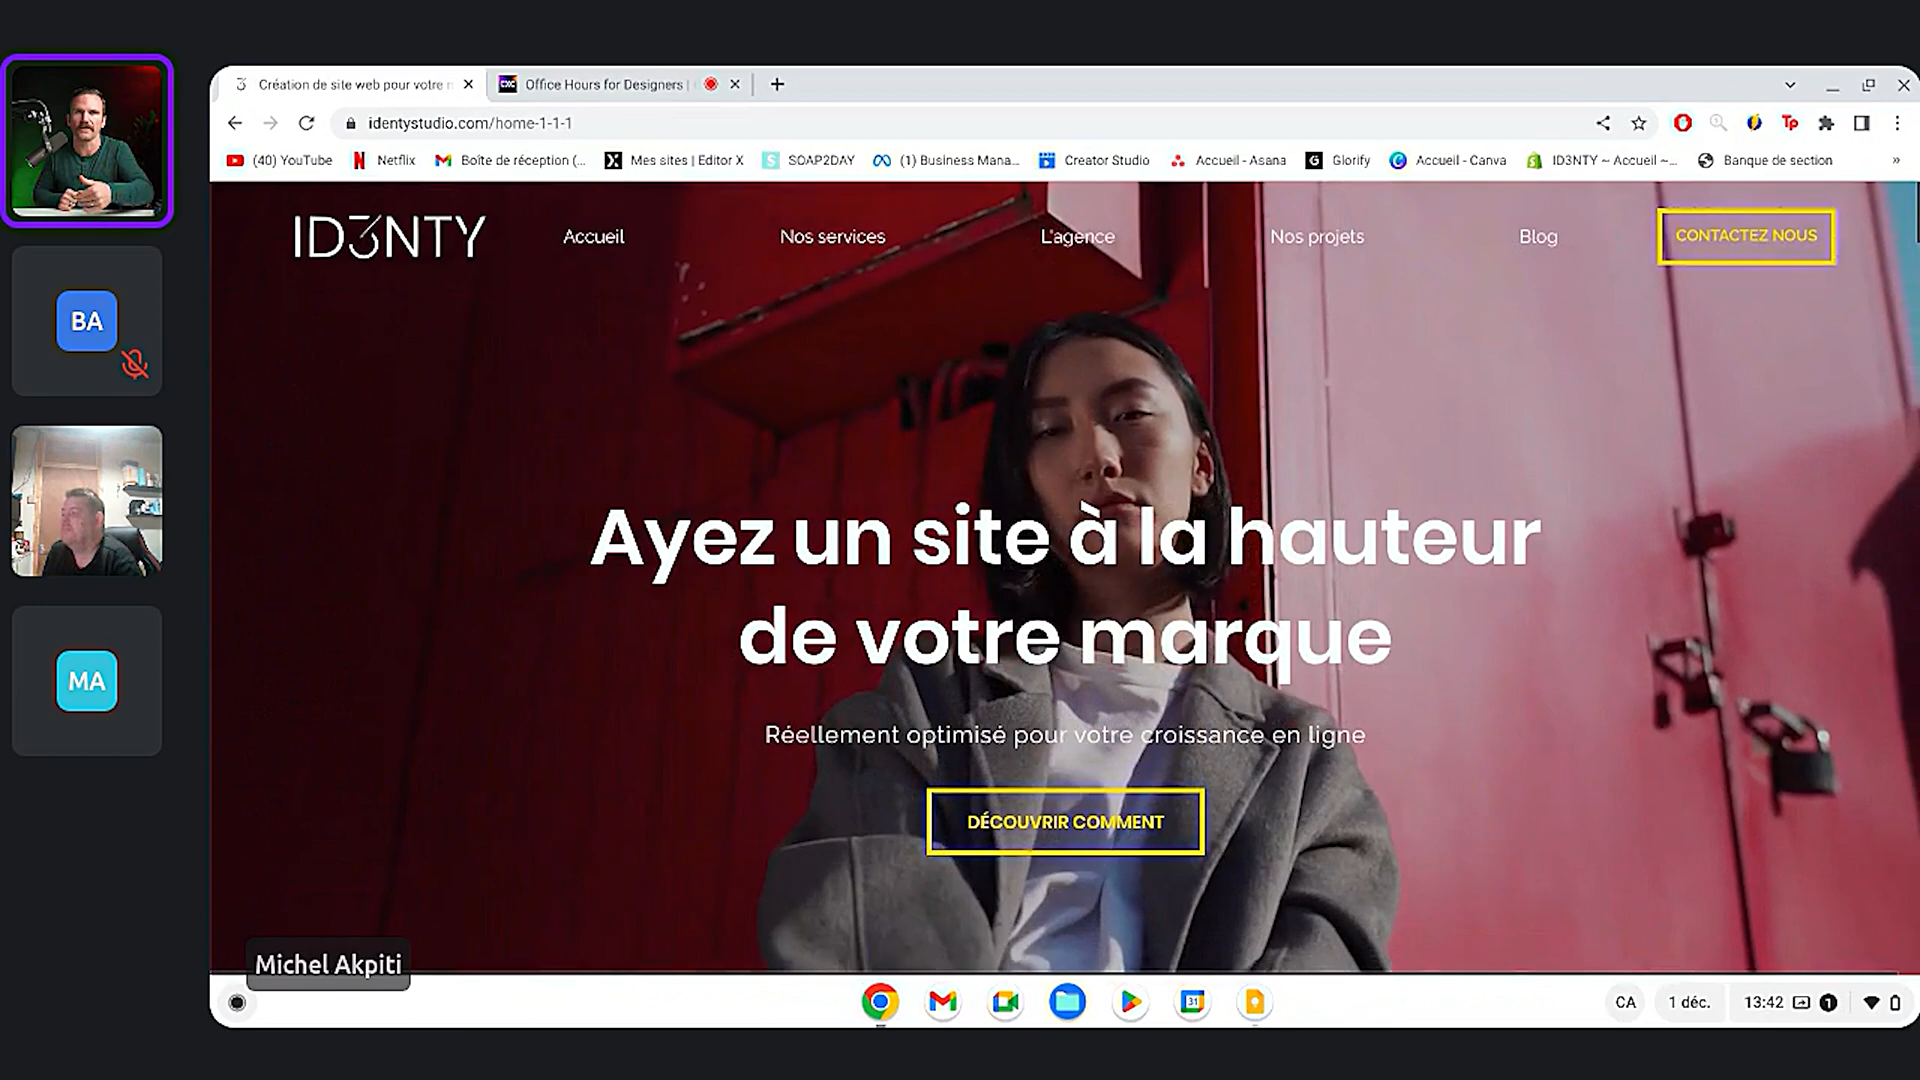 Création de site web pour votre
Office Hours for Designers |
identystudio.com/home-1-1-1
(40) YouTube
Netflix
Boîte de réception (...
Mes sites | Editor X
SOAP2DAY
(1) Business Mana...
Creator Studio
Accueil - Asana
Glorify
Accueil - Canva
ID3NTY ~ Accueil ~...
Banque de section
»
ID3NTY
Accueil
Nos services
L'agence
Nos projets
Blog
CONTACTEZ NOUS
BA
Ayez un site à la hauteur
de votre marque
MA
Réellement optimisé pour votre croissance en ligne
DÉCOUVRIR COMMENT
Michel Akpiti
31
CA
1 déc.
13:42
1